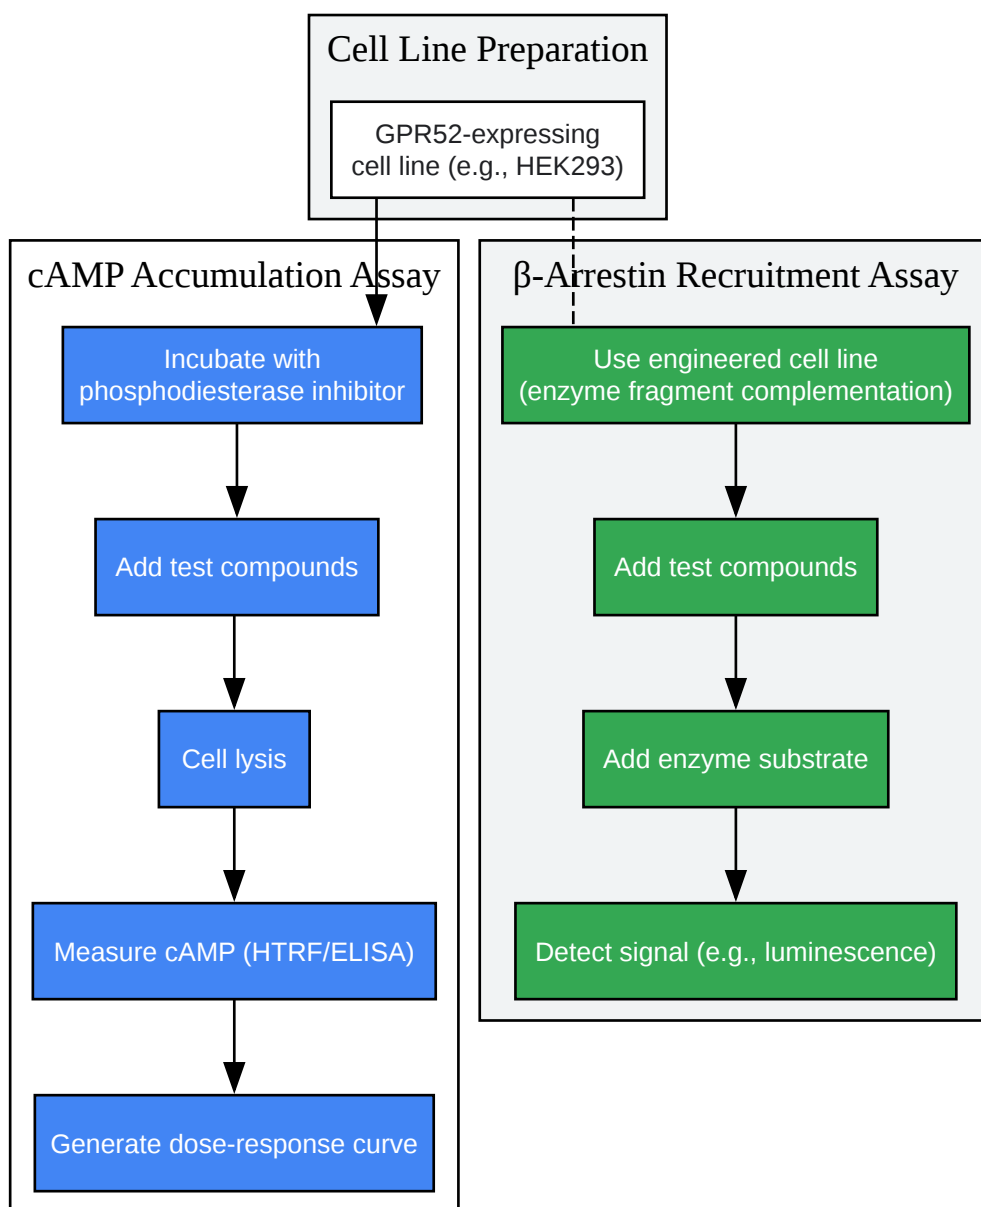 Cell Line Preparation
GPR52-expressing
cell line (e.g., HEK293)
cAMP Accumulation Assay
Incubate with
phosphodiesterase inhibitor
Add test compounds
Cell lysis
Measure cAMP (HTRF/ELISA)
Generate dose-response curve
β-Arrestin Recruitment Assay
Use engineered cell line
(enzyme fragment complementation)
Add test compounds
Add enzyme substrate
Detect signal (e.g., luminescence)